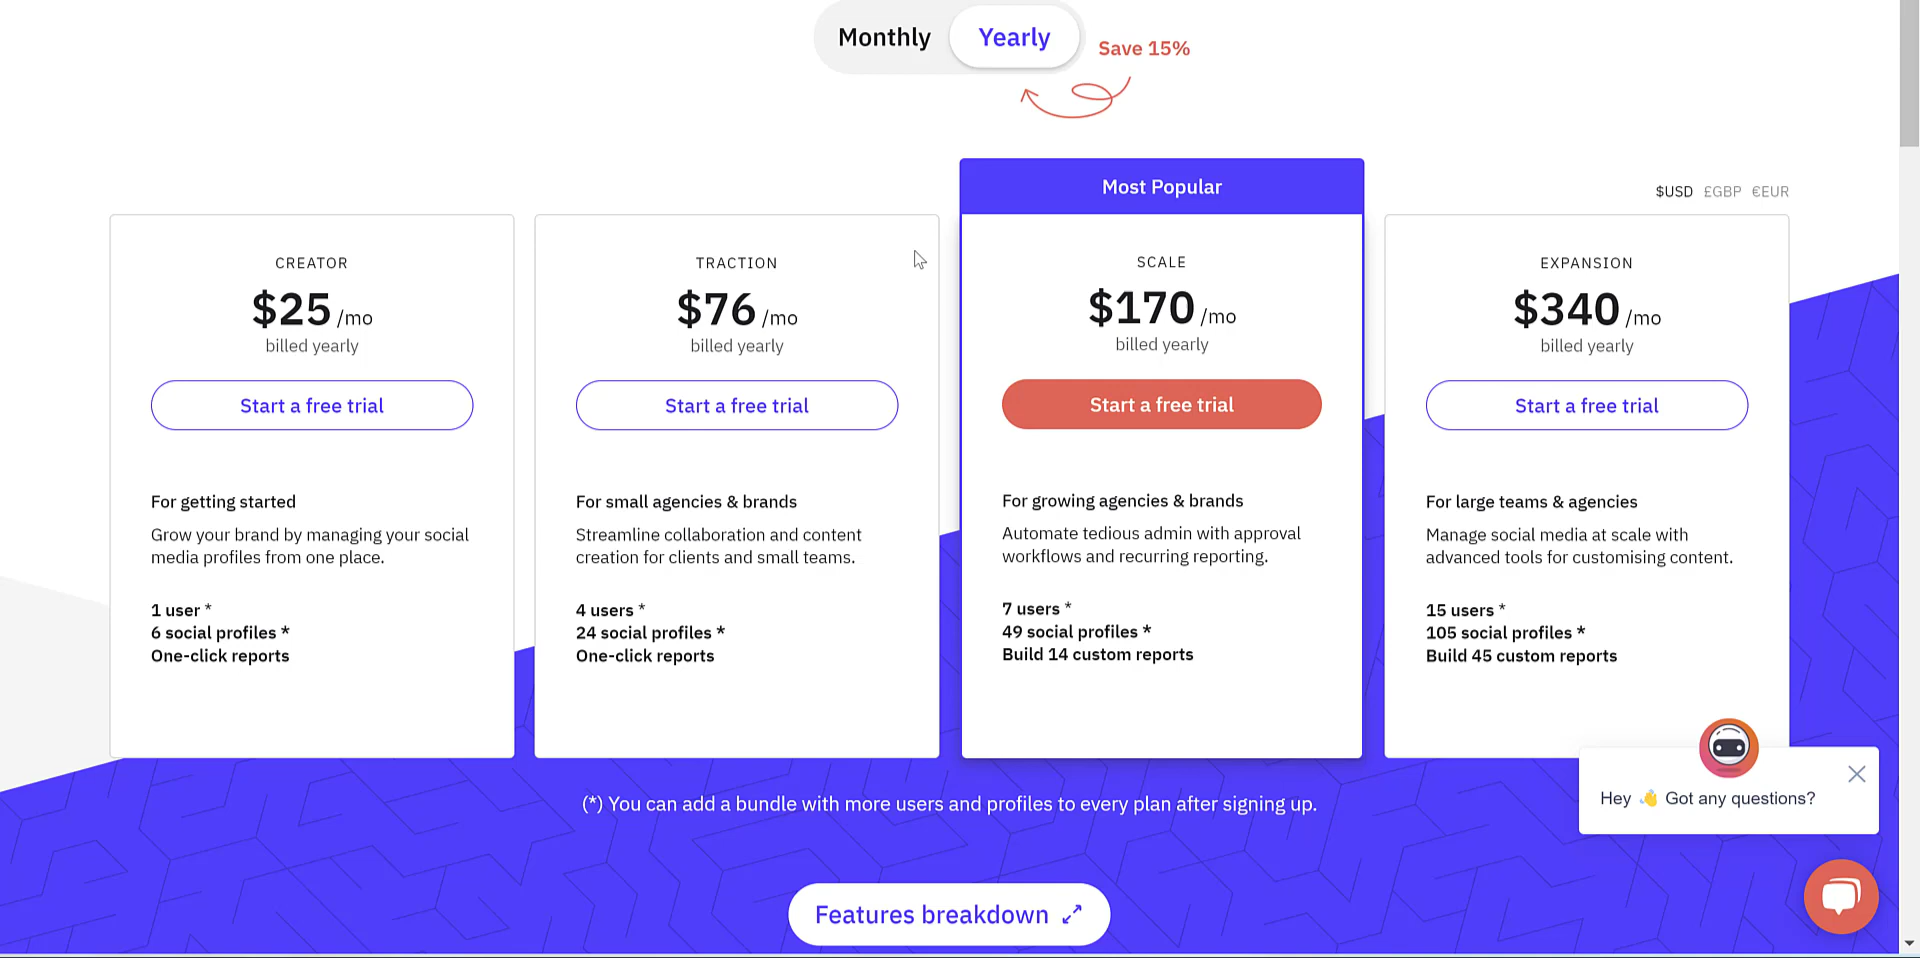 Monthly
Yearly
Save 15%
$USD £GBP €EUR
CREATOR
$25 /mo
billed yearly
Start a free trial
For getting started
Grow your brand by managing your social
media profiles from one place.
1 user *
6 social profiles *
One-click reports
TRACTION
$76 /mo
billed yearly
Start a free trial
For small agencies & brands
Streamline collaboration and content
creation for clients and small teams.
4 users *
24 social profiles *
One-click reports
Most Popular
SCALE
$170 /mo
billed yearly
Start a free trial
For growing agencies & brands
Automate tedious admin with approval
workflows and recurring reporting.
7 users *
49 social profiles *
Build 14 custom reports
EXPANSION
$340 /mo
billed yearly
Start a free trial
For large teams & agencies
Manage social media at scale with
advanced tools for customising content.
15 users *
105 social profiles *
Build 45 custom reports
(*) You can add a bundle with more users and profiles to every plan after signing up.
Hey 👋 Got any questions?
Features breakdown